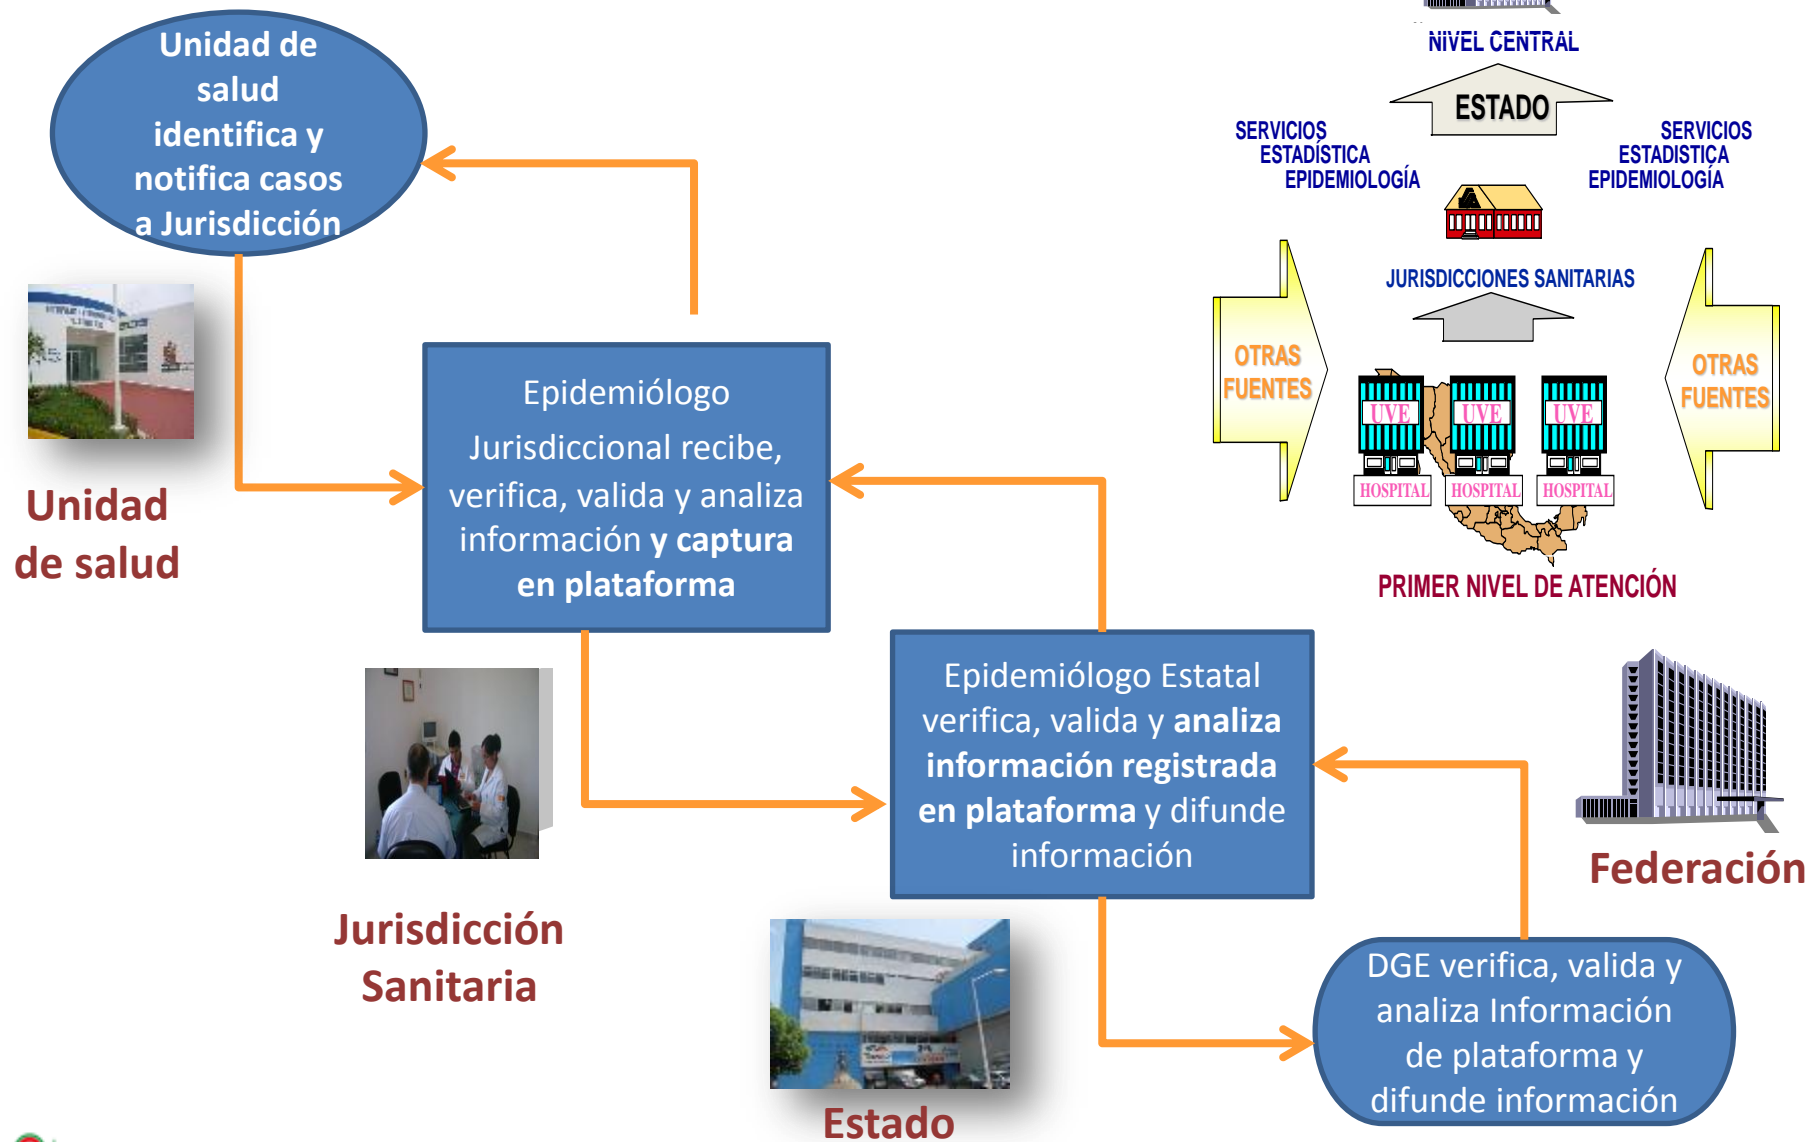 Unidad de
salud
identifica y
notifica casos
a Jurisdicción
Unidad
de salud
Epidemiólogo
Jurisdiccional recibe,
verifica, valida y analiza
información y captura
en plataforma
Jurisdicción
Sanitaria
Epidemiólogo Estatal
verifica, valida y analiza
información registrada
en plataforma y difunde
información
Estado
DGE verifica, valida y
analiza Información
de plataforma y
difunde información
Federación
NIVEL CENTRAL
ESTADO
SERVICIOS
ESTADÍSTICA
EPIDEMIOLOGÍA
SERVICIOS
ESTADISTICA
EPIDEMIOLOGÍA
JURISDICCIONES SANITARIAS
OTRAS
FUENTES
OTRAS
FUENTES
UVE
UVE
UVE
HOSPITAL
HOSPITAL
HOSPITAL
PRIMER NIVEL DE ATENCIÓN